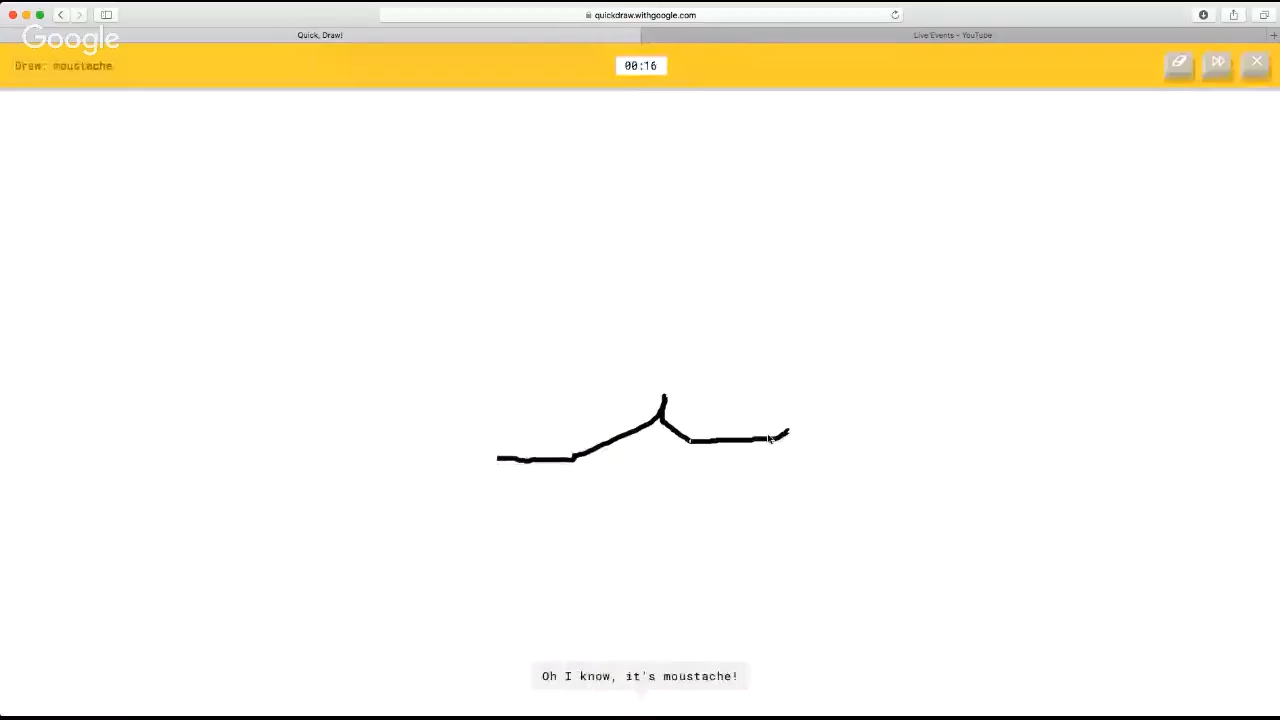 quickdraw.withgoogle.com
Google
Quick, Draw!
Live Events - YouTube
Draw: moustache
00:16
Oh I know, it's moustache!